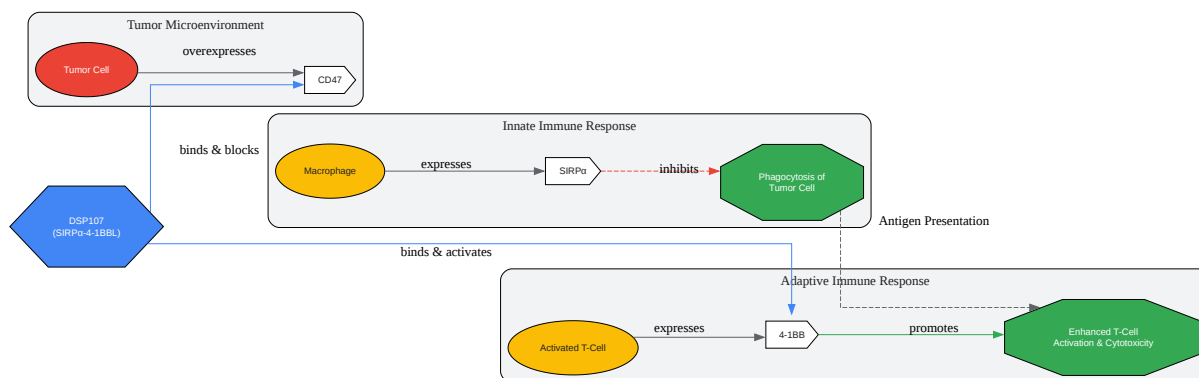 Tumor Microenvironment
overexpresses
Tumor Cell
CD47
Innate Immune Response
binds & blocks
Macrophage
expresses
SIRPα
inhibits
Phagocytosis of
Tumor Cell
DSP107
(SIRPα-4-1BBL)
Antigen Presentation
binds & activates
Adaptive Immune Response
Activated T-Cell
expresses
4-1BB
promotes
Enhanced T-Cell
Activation & Cytotoxicity